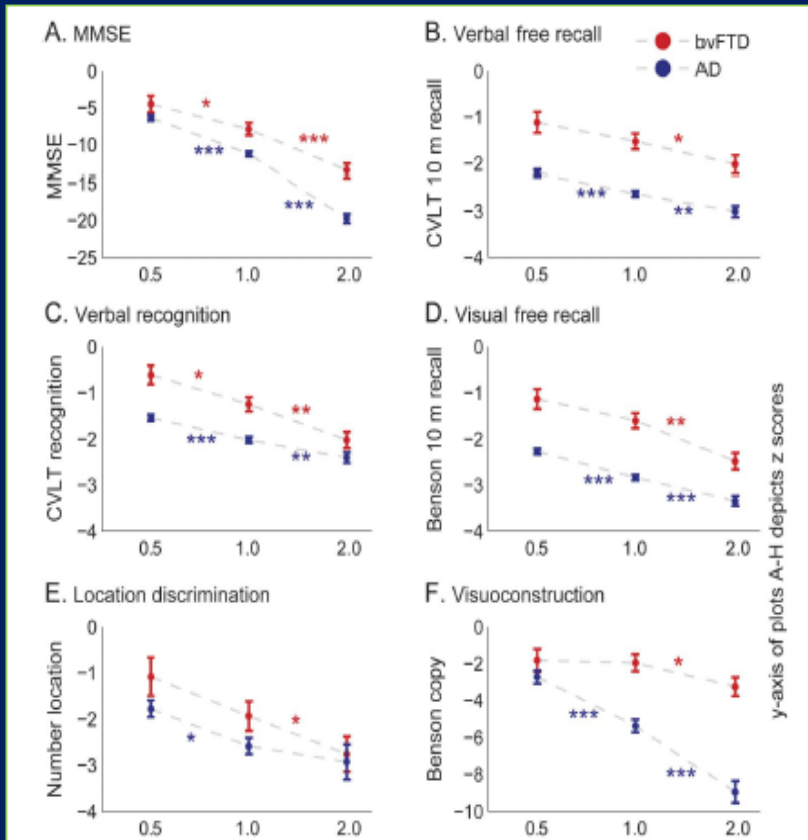 A. MMSE
0
−5
−10
−15
−20
−25
MMSE
*
***
***
***
0.5 1.0 2.0
B. Verbal free recall
bvFTD
AD
0
−1
−2
−3
−4
CVLT 10 m recall
*
***
**
0.5 1.0 2.0
C. Verbal recognition
0
−1
−2
−3
−4
CVLT recognition
*
**
***
**
0.5 1.0 2.0
D. Visual free recall
0
−1
−2
−3
−4
Benson 10 m recall
**
***
***
0.5 1.0 2.0
y-axis of plots A-H depicts z scores
E. Location discrimination
0
−1
−2
−3
−4
Number location
*
*
0.5 1.0 2.0
F. Visuoconstruction
0
−2
−4
−6
−8
−10
Benson copy
*
***
***
0.5 1.0 2.0